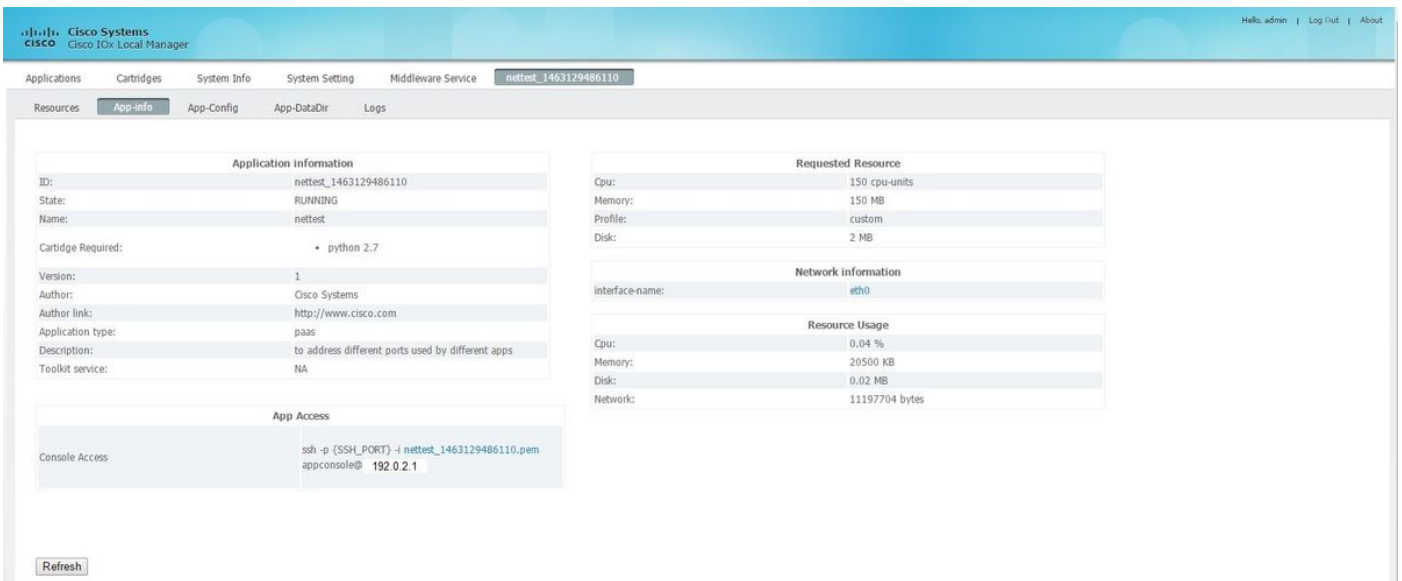 Hello, admin | Log Out | About
Cisco Systems
CISCO Cisco IOx Local Manager
Applications Cartridges System Info System Setting Middleware Service nettest_1463129486110
Resources App-info App-Config App-DataDir Logs
Application information
ID: nettest_1463129486110
State: RUNNING
Name: nettest
Cartidge Required: • python 2.7
Version: 1
Author: Cisco Systems
Author link: http://www.cisco.com
Application type: paas
Description: to address different ports used by different apps
Toolkit service: NA
App Access
Console Access
ssh -p {SSH_PORT} -i nettest_1463129486110.pem
appconsole@ 192.0.2.1
Requested Resource
Cpu: 150 cpu-units
Memory: 150 MB
Profile: custom
Disk: 2 MB
Network information
interface-name: eth0
Resource Usage
Cpu: 0.04 %
Memory: 20500 KB
Disk: 0.02 MB
Network: 11197704 bytes
Refresh